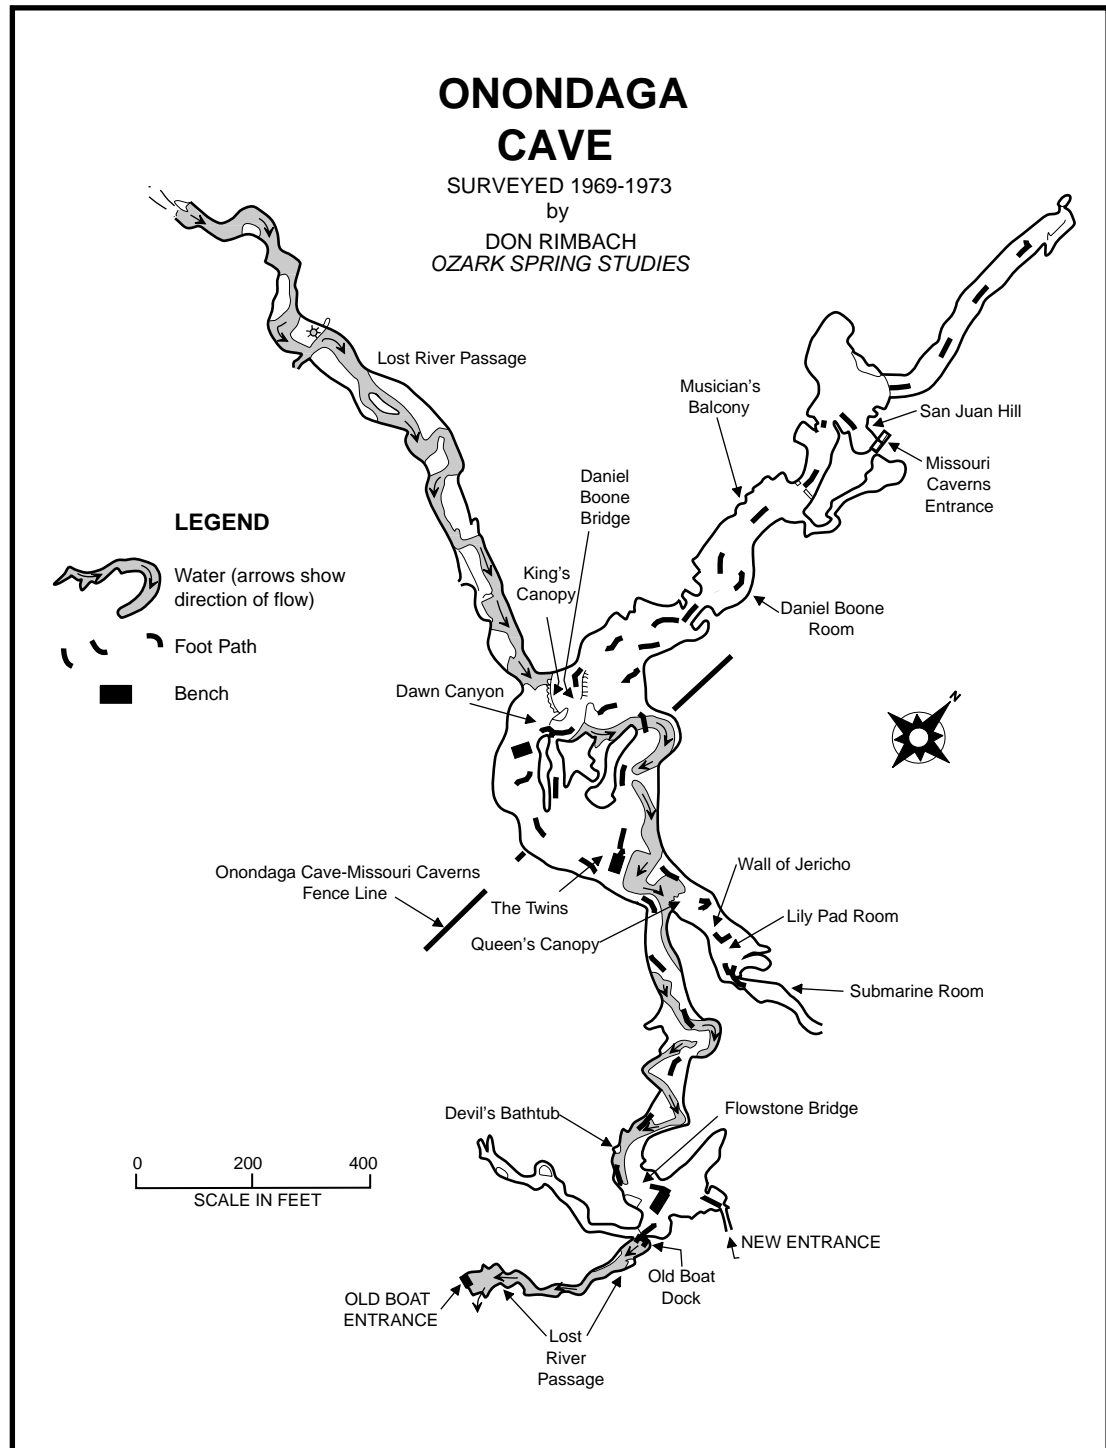 ONONDAGA
CAVE
SURVEYED 1969-1973
by
DON RIMBACH
OZARK SPRING STUDIES
Lost River Passage
Musician's
Balcony
San Juan Hill
Missouri
Caverns
Entrance
Daniel
Boone
Bridge
LEGEND
Water (arrows show
direction of flow)
Foot Path
Bench
King's
Canopy
Daniel Boone
Room
Dawn Canyon
N
Onondaga Cave-Missouri Caverns
Fence Line
The Twins
Queen's Canopy
Wall of Jericho
Lily Pad Room
Submarine Room
Devil's Bathtub
Flowstone Bridge
0 200 400
SCALE IN FEET
NEW ENTRANCE
OLD BOAT
ENTRANCE
Old Boat
Dock
Lost
River
Passage